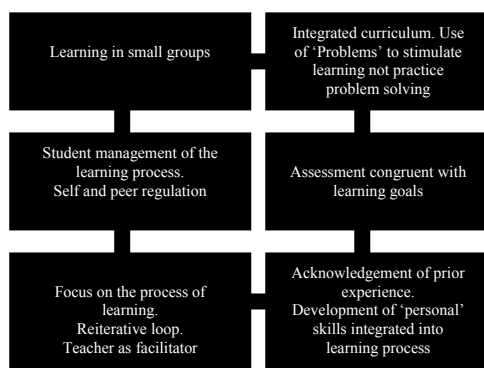 Learning in small groups
Integrated curriculum. Use
of ‘Problems’ to stimulate
learning not practice
problem solving
Student management of the
learning process.
Self and peer regulation
Assessment congruent with
learning goals
Focus on the process of
learning.
Reiterative loop.
Teacher as facilitator
Acknowledgement of prior
experience.
Development of ‘personal’
skills integrated into
learning process